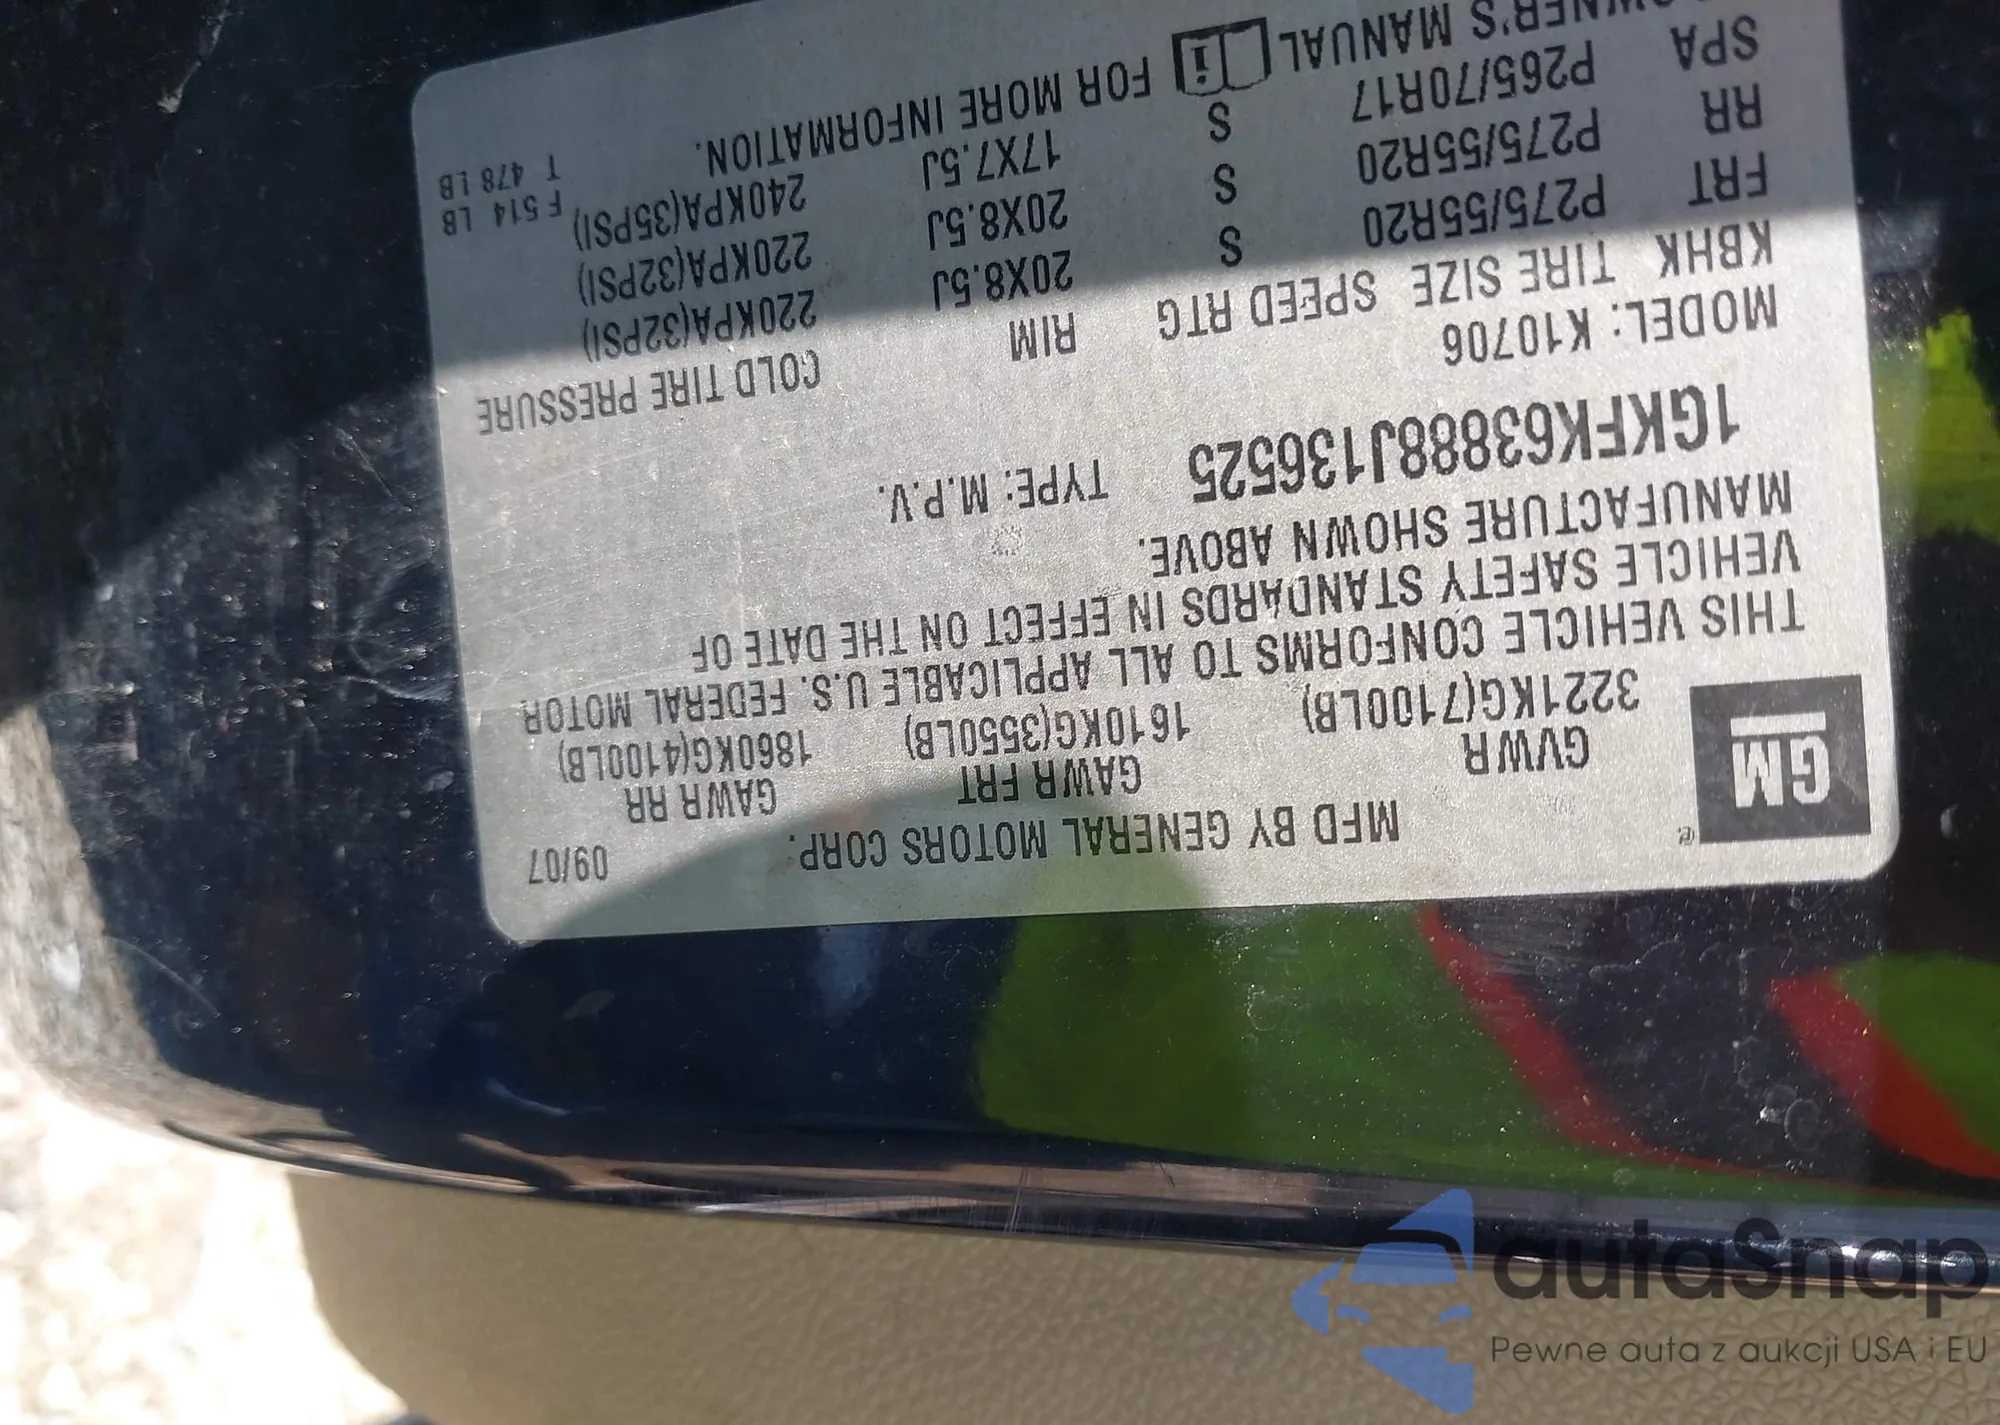 MFD BY GENERAL MOTORS CORP. 09/07
GM
GVWR GAWR FRT GAWR RR
3221KG(7100LB) 1610KG(3550LB) 1860KG(4100LB)
THIS VEHICLE CONFORMS TO ALL APPLICABLE U.S. FEDERAL MOTOR
VEHICLE SAFETY STANDARDS IN EFFECT ON THE DATE OF
MANUFACTURE SHOWN ABOVE.
1GKFK63888J136525 TYPE: M.P.V.
MODEL: K10706
KBHK TIRE SIZE SPEED RTG RIM COLD TIRE PRESSURE
FRT P275/55R20 S 20X8.5J 220KPA(32PSI)
RR P275/55R20 S 20X8.5J 220KPA(32PSI)
SPA P265/70R17 S 17X7.5J 240KPA(35PSI) F 514 LB
T 478 LB
OWNER'S MANUAL i FOR MORE INFORMATION.
autaSnap
Pewne auta z aukcji USA i EU